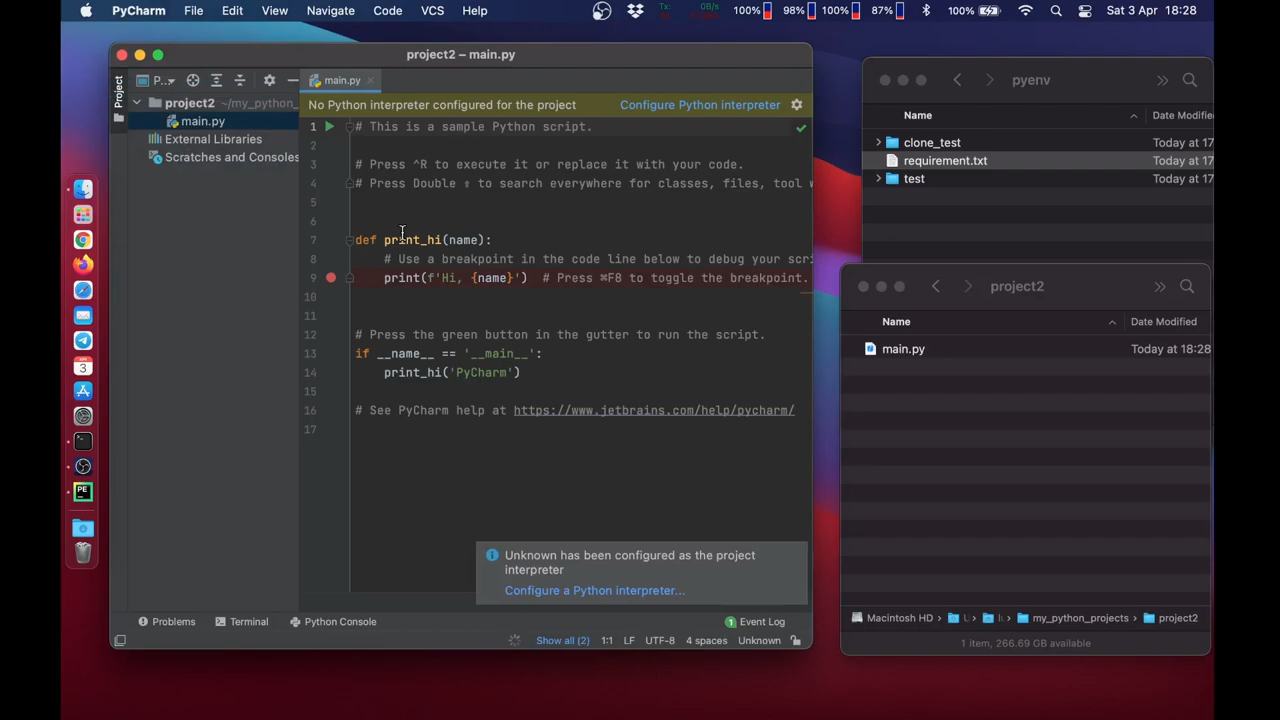 PyCharm File Edit View Navigate Code VCS Help
100% 98% 100% 87% 100% Sat 3 Apr 18:28
project2 – main.py
P...
main.py
Project
project2 ~/my_python_
main.py
External Libraries
Scratches and Consoles
No Python interpreter configured for the project Configure Python interpreter
1 # This is a sample Python script.
2
3 # Press ^R to execute it or replace it with your code.
4 # Press Double ⇧ to search everywhere for classes, files, tool w
5
6
7 def print_hi(name):
8 # Use a breakpoint in the code line below to debug your scri
9 print(f'Hi, {name}') # Press ⌘F8 to toggle the breakpoint.
10
11
12 # Press the green button in the gutter to run the script.
13 if __name__ == '__main__':
14 print_hi('PyCharm')
15
16 # See PyCharm help at https://www.jetbrains.com/help/pycharm/
17
Unknown has been configured as the project
interpreter
Configure a Python interpreter...
Problems Terminal Python Console 1 Event Log
Show all (2) 1:1 LF UTF-8 4 spaces Unknown
pyenv
Name Date Modified
clone_test Today at 17
requirement.txt Today at 17
test Today at 17
project2
Name Date Modified
main.py Today at 18:28
Macintosh HD my_python_projects project2
1 item, 266.69 GB available